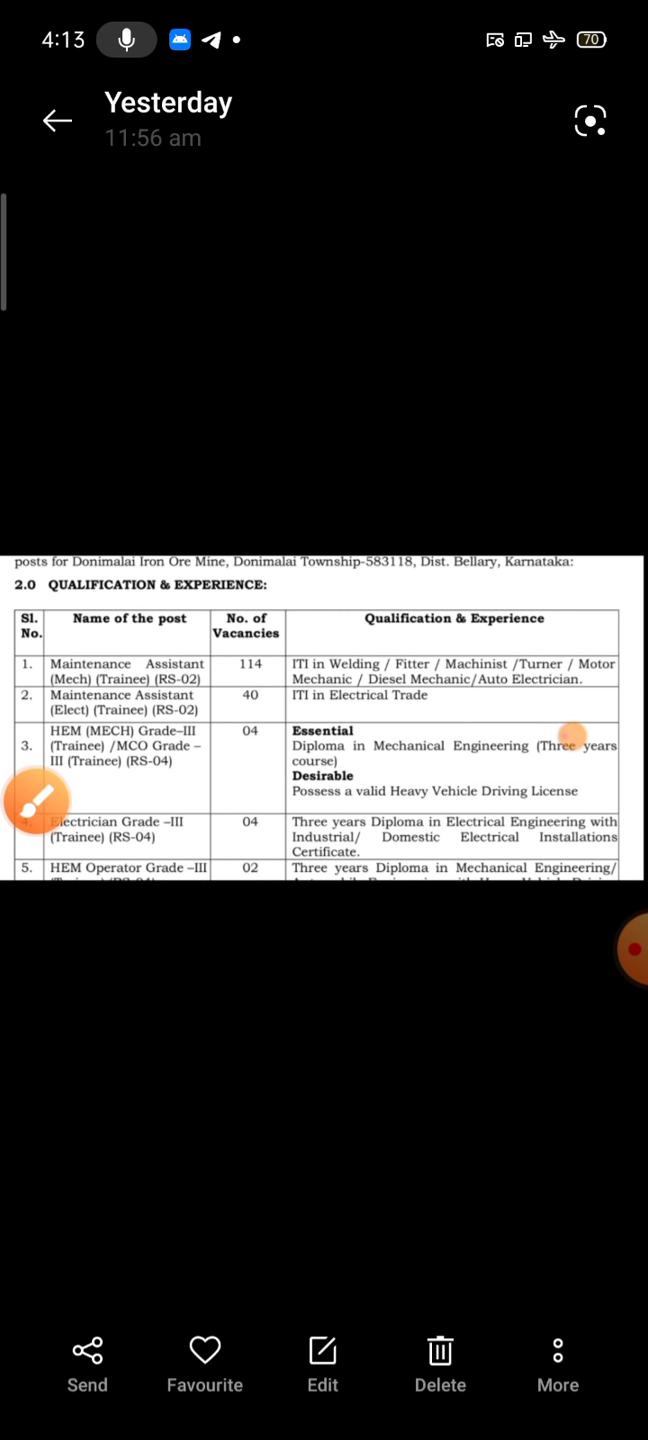 4:13
70
Yesterday
11:56 am
posts for Donimalai Iron Ore Mine, Donimalai Township-583118, Dist. Bellary, Karnataka:
2.0 QUALIFICATION & EXPERIENCE:
Sl. No. Name of the post No. of Vacancies Qualification & Experience
1. Maintenance Assistant (Mech) (Trainee) (RS-02) 114 ITI in Welding / Fitter / Machinist /Turner / Motor Mechanic / Diesel Mechanic/Auto Electrician.
2. Maintenance Assistant (Elect) (Trainee) (RS-02) 40 ITI in Electrical Trade
3. HEM (MECH) Grade–III (Trainee) /MCO Grade – III (Trainee) (RS-04) 04 Essential
Diploma in Mechanical Engineering (Three years course)
Desirable
Possess a valid Heavy Vehicle Driving License
4. Electrician Grade –III (Trainee) (RS-04) 04 Three years Diploma in Electrical Engineering with Industrial/ Domestic Electrical Installations Certificate.
5. HEM Operator Grade –III 02 Three years Diploma in Mechanical Engineering/
Send Favourite Edit Delete More